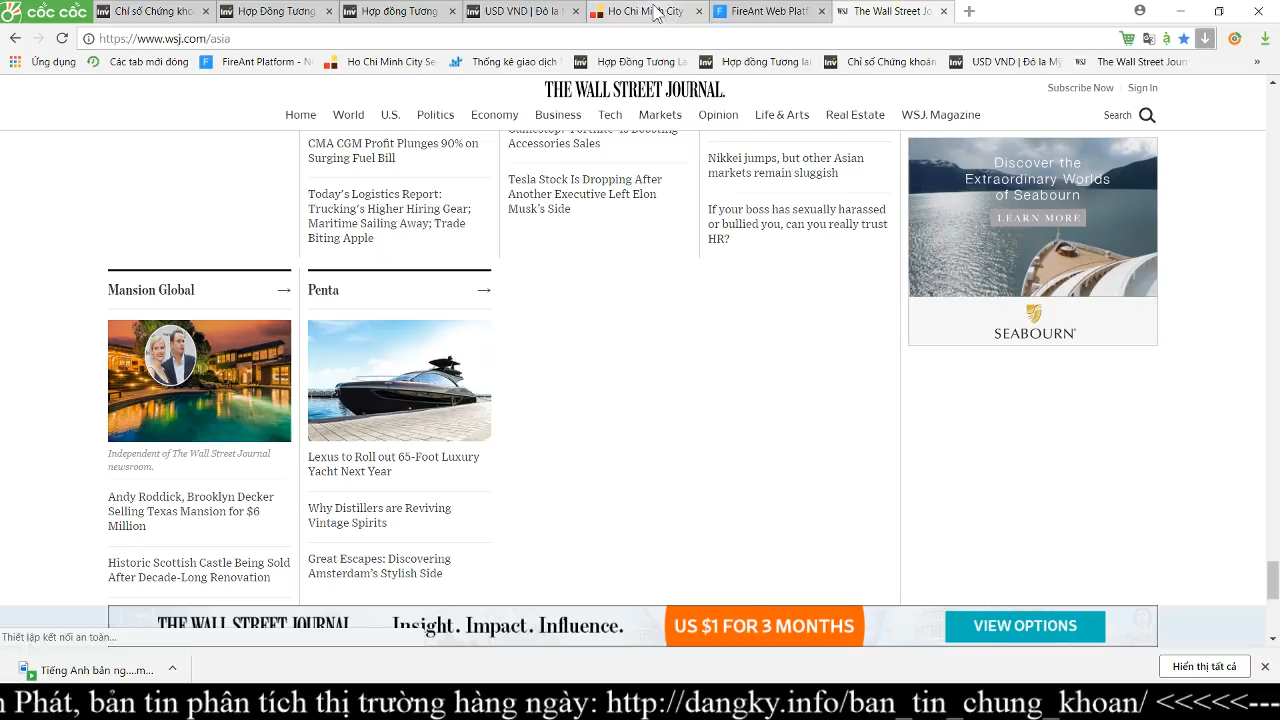 cốc cốc
Chỉ số Chứng kho
Hợp Đồng Tương
Hợp đồng Tương
USD VND | Đô la
Ho Chi Minh City
FireAnt Web Platf
The Wall Street Jo
https://www.wsj.com/asia
Ứng dụng
Các tab mới đóng
FireAnt Platform - N
Ho Chi Minh City Se
Thống kê giao dịch
Hợp Đồng Tương La
Hợp đồng Tương lai
Chỉ số Chứng khoán
USD VND | Đô la Mỹ
The Wall Street Journ
»
THE WALL STREET JOURNAL.
Subscribe Now | Sign In
Home World U.S. Politics Economy Business Tech Markets Opinion Life & Arts Real Estate WSJ. Magazine
Search
CMA CGM Profit Plunges 90% on
Surging Fuel Bill
Today's Logistics Report:
Trucking's Higher Hiring Gear;
Maritime Sailing Away; Trade
Biting Apple
Gamestop. 'Fortnite' Is Boosting
Accessories Sales
Tesla Stock Is Dropping After
Another Executive Left Elon
Musk's Side
Nikkei jumps, but other Asian
markets remain sluggish
If your boss has sexually harassed
or bullied you, can you really trust
HR?
Discover the
Extraordinary Worlds
of Seabourn
LEARN MORE
SEABOURN
Mansion Global →
Independent of The Wall Street Journal
newsroom.
Andy Roddick, Brooklyn Decker
Selling Texas Mansion for $6
Million
Historic Scottish Castle Being Sold
After Decade-Long Renovation
Penta →
Lexus to Roll out 65-Foot Luxury
Yacht Next Year
Why Distillers are Reviving
Vintage Spirits
Great Escapes: Discovering
Amsterdam's Stylish Side
THE WALL STREET JOURNAL
Insight. Impact. Influence.
US $1 FOR 3 MONTHS
VIEW OPTIONS
Thiết lập kết nối an toàn...
Tiếng Anh bản ng....m...
Hiển thị tất cả
Phát, bản tin phân tích thị trường hàng ngày: http://dangky.info/ban_tin_chung_khoan/ <<<<<---